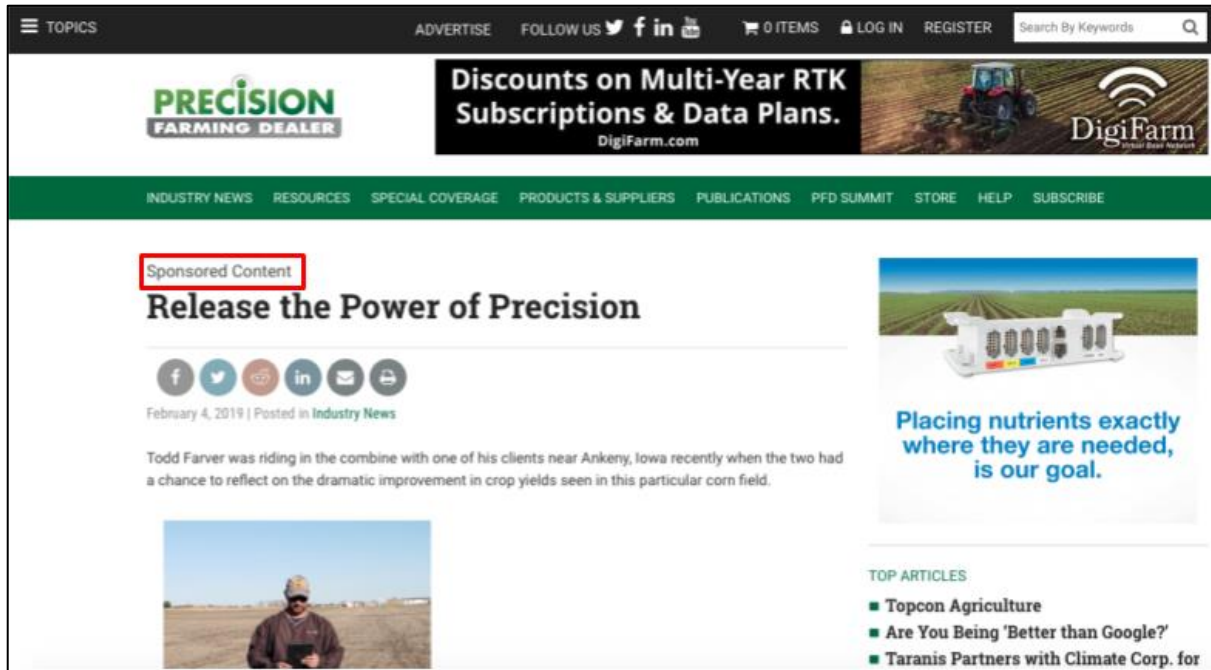 TOPICS
ADVERTISE
FOLLOW US
You
Tube
0 ITEMS
LOG IN
REGISTER
Search By Keywords
PRECISION
FARMING DEALER
Discounts on Multi-Year RTK
Subscriptions & Data Plans.
DigiFarm.com
DigiFarm
Virtual Base Network
INDUSTRY NEWS RESOURCES SPECIAL COVERAGE PRODUCTS & SUPPLIERS PUBLICATIONS PFD SUMMIT STORE HELP SUBSCRIBE
Sponsored Content
Release the Power of Precision
February 4, 2019 | Posted in Industry News
Todd Farver was riding in the combine with one of his clients near Ankeny, Iowa recently when the two had
a chance to reflect on the dramatic improvement in crop yields seen in this particular corn field.
Placing nutrients exactly
where they are needed,
is our goal.
TOP ARTICLES
Topcon Agriculture
Are You Being ‘Better than Google?’
Taranis Partners with Climate Corp. for